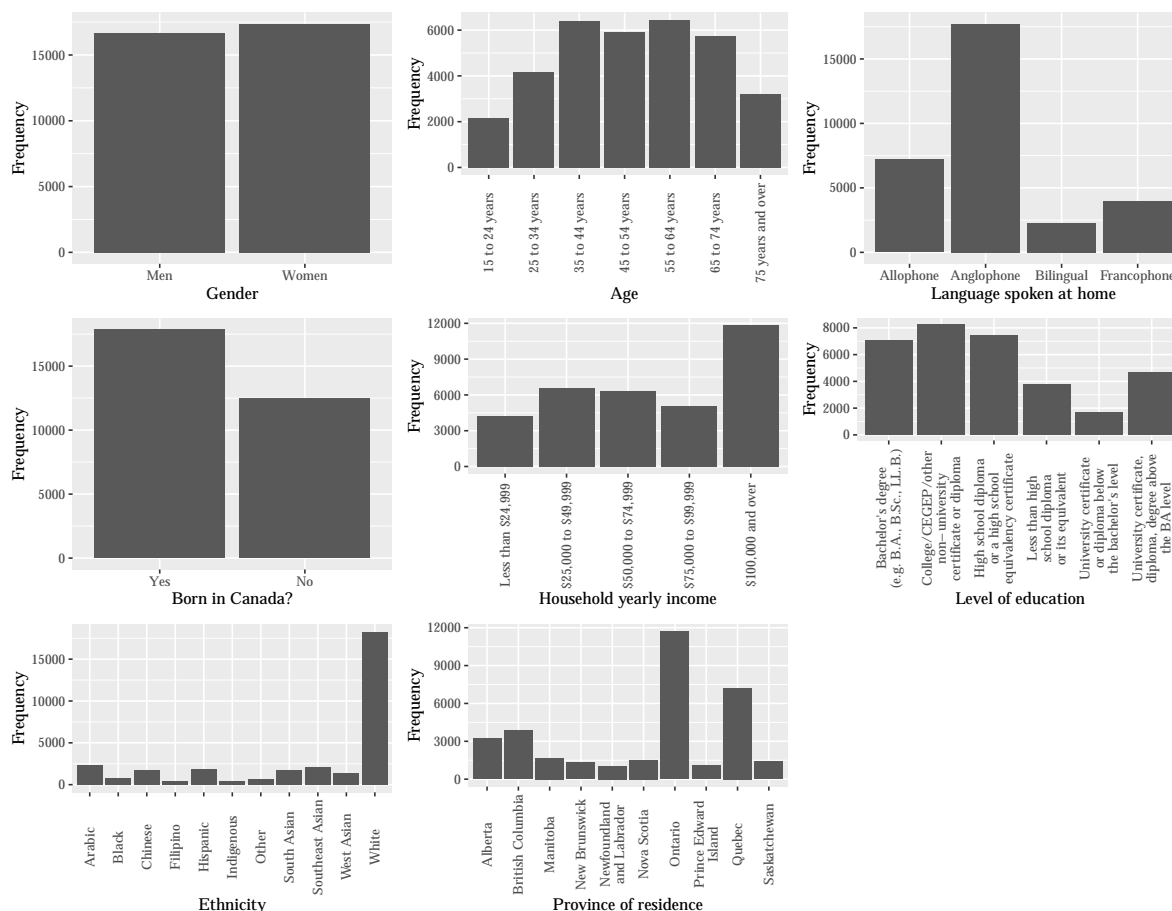 15000
10000
5000
0
Frequency
Men
Women
Gender
6000
4000
2000
0
Frequency
15 to 24 years
25 to 34 years
35 to 44 years
45 to 54 years
55 to 64 years
65 to 74 years
75 years and over
Age
15000
10000
5000
0
Frequency
Allophone
Anglophone
Bilingual
Francophone
Language spoken at home
15000
10000
5000
0
Frequency
Yes
No
Born in Canada?
12000
9000
6000
3000
0
Frequency
Less than $24,999
$25,000 to $49,999
$50,000 to $74,999
$75,000 to $99,999
$100,000 and over
Household yearly income
8000
6000
4000
2000
0
Frequency
Bachelor's degree
(e.g. B.A., B.Sc., LL.B.)
College/CEGEP/other
non-university
certificate or diploma
High school diploma
or a high school
equivalency certificate
Less than high
school diploma
or its equivalent
University certificate
or diploma below
the bachelor's level
University certificate,
diploma, degree above
the BA level
Level of education
15000
10000
5000
0
Frequency
Arabic
Black
Chinese
Filipino
Hispanic
Indigenous
Other
South Asian
Southeast Asian
West Asian
White
Ethnicity
12000
9000
6000
3000
0
Frequency
Alberta
British Columbia
Manitoba
New Brunswick
Newfoundland
and Labrador
Nova Scotia
Ontario
Prince Edward
Island
Quebec
Saskatchewan
Province of residence